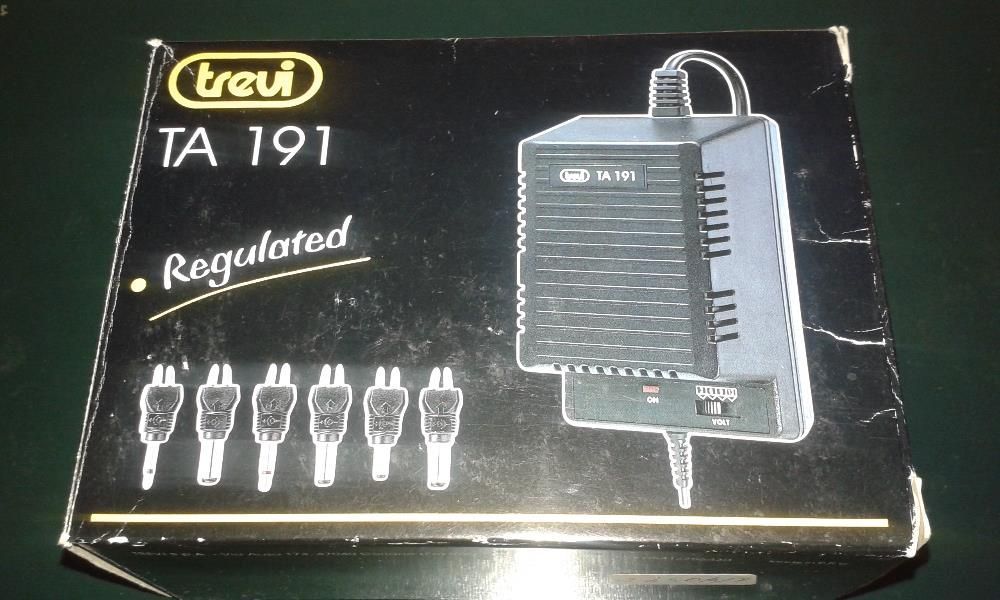 trevi
TA 191
Regulated
trevi TA 191
ON
VOLT